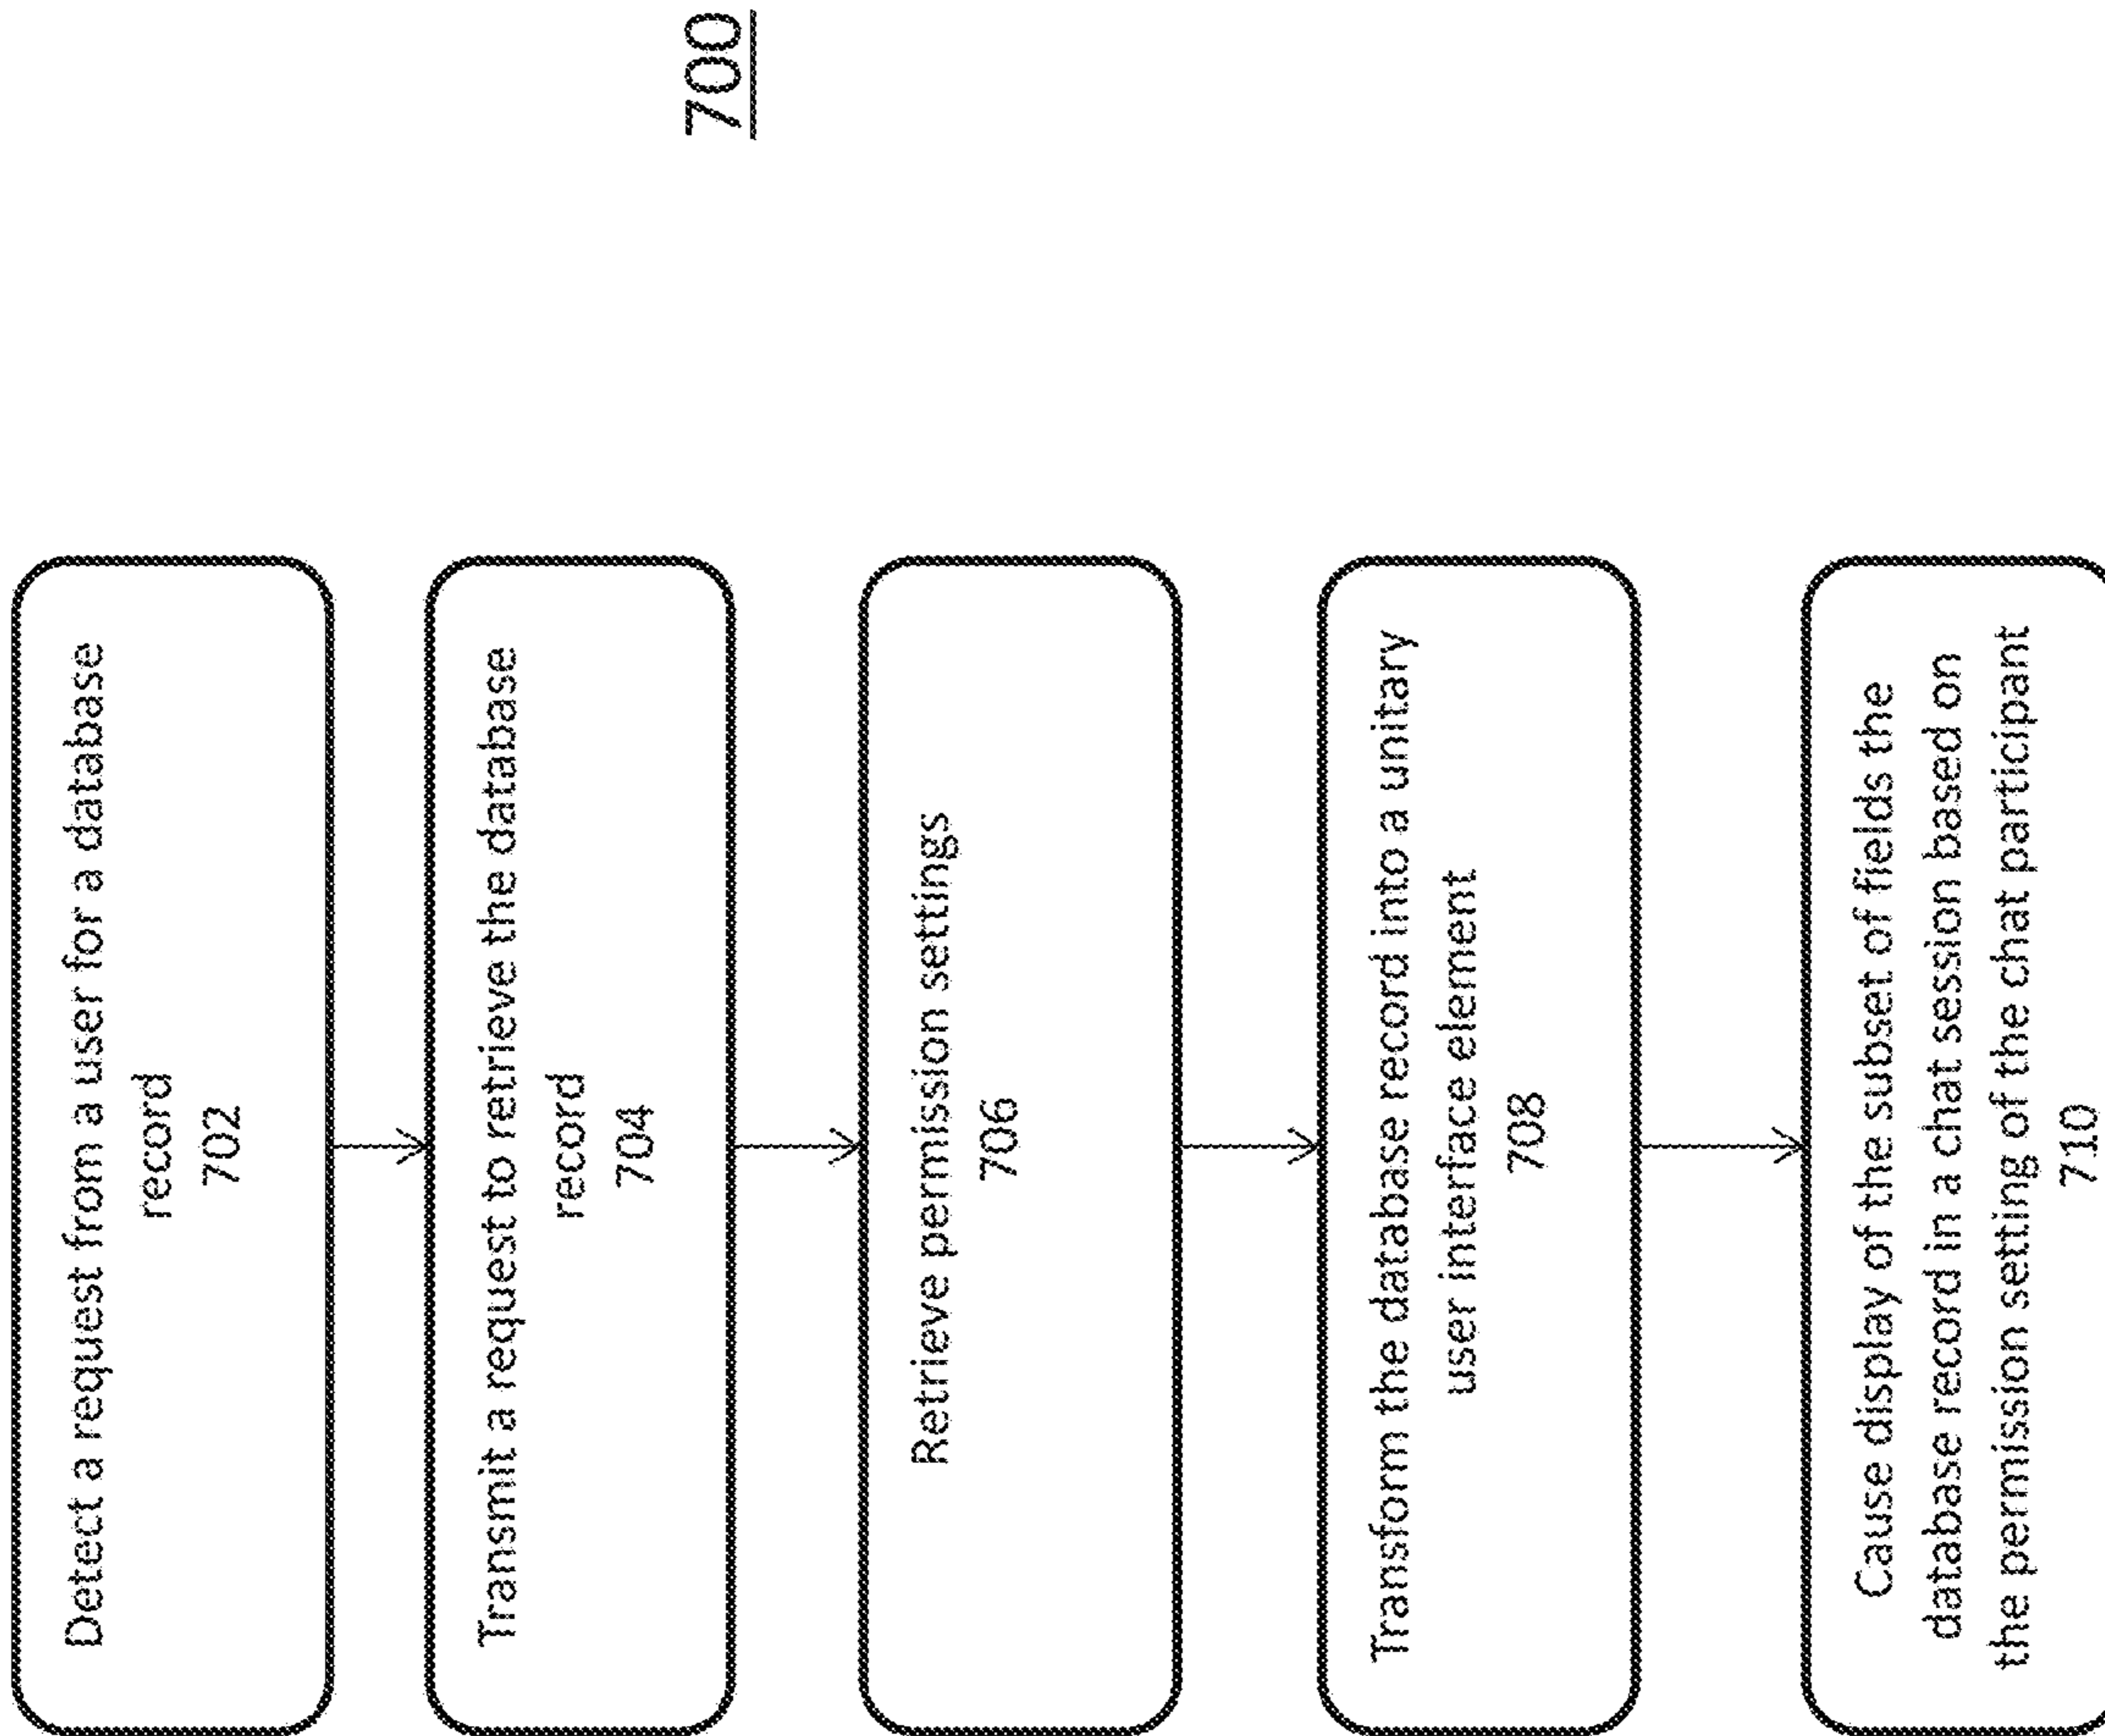 700
Detect a request from a user for a database
record
702
Transmit a request to retrieve the database
record
704
Retrieve permission settings
706
Transform the database record into a unitary
user interface element
708
Cause display of the subset of fields the
database record in a chat session based on
the permission setting of the chat participant
710